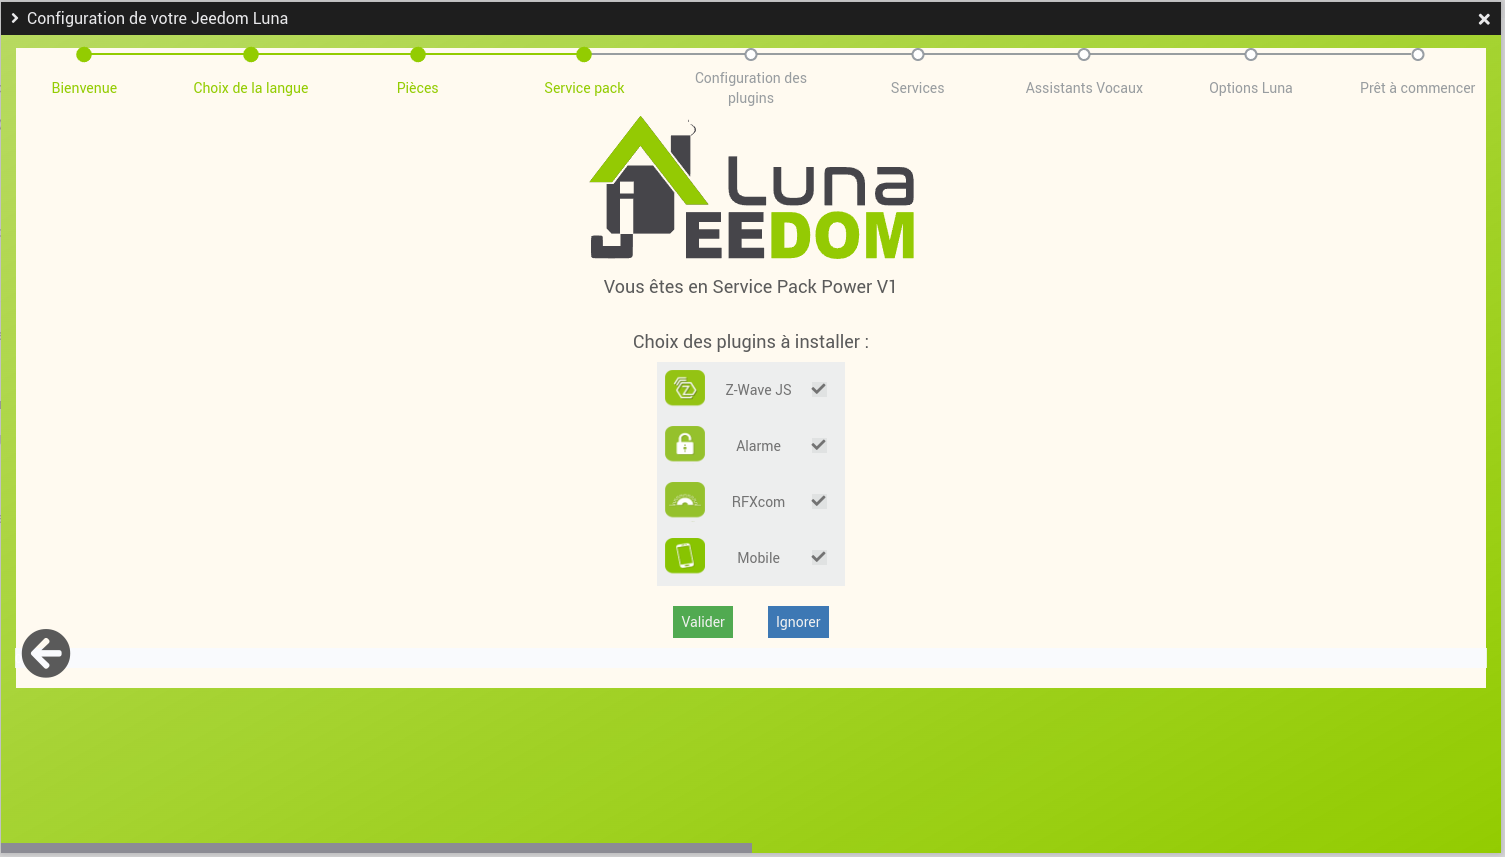 Configuration de votre Jeedom Luna
Bienvenue
Choix de la langue
Pièces
Service pack
Configuration des
plugins
Services
Assistants Vocaux
Options Luna
Prêt à commencer
Luna
JEEDOM
Vous êtes en Service Pack Power V1
Choix des plugins à installer :
Z-Wave JS
Alarme
RFXcom
Mobile
Valider
Ignorer